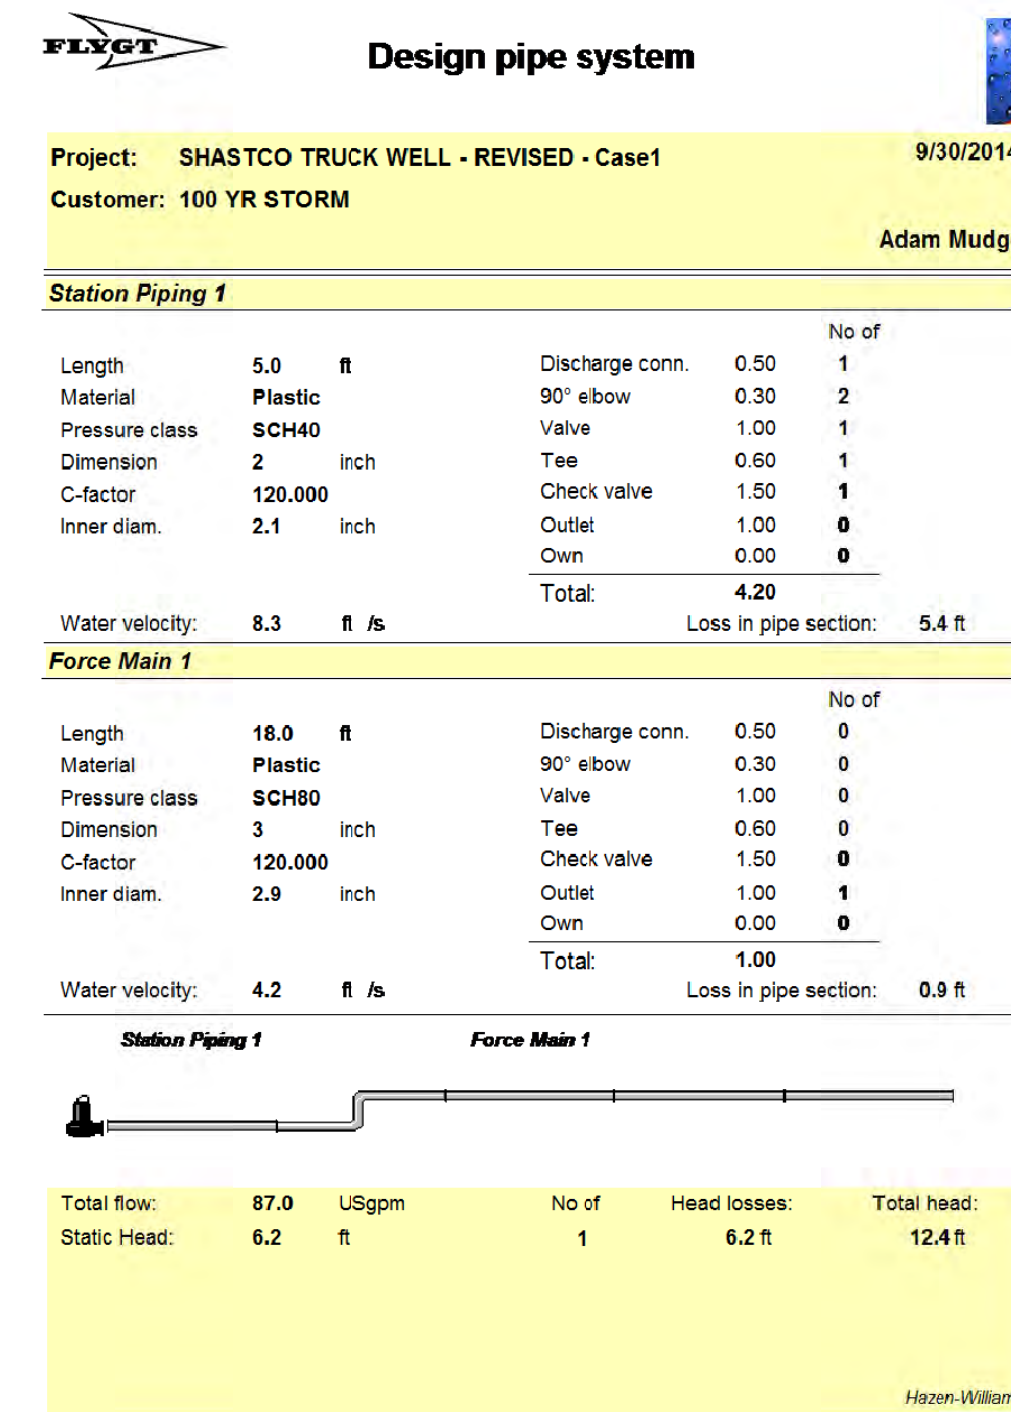 FLYGT
Design pipe system
Project: SHASTCO TRUCK WELL - REVISED - Case1 9/30/2014
Customer: 100 YR STORM
Adam
Station Piping 1
No of
Length 5.0 ft Discharge conn. 0.50 1
Material Plastic 90° elbow 0.30 2
Pressure class SCH40 Valve 1.00 1
Dimension 2 inch Tee 0.60 1
C-factor 120.000 Check valve 1.50 1
Inner diam. 2.1 inch Outlet 1.00 0
Own 0.00 0
Total: 4.20
Water velocity: 8.3 ft /s Loss in pipe section: 5.4 ft
Force Main 1
No of
Length 18.0 ft Discharge conn. 0.50 0
Material Plastic 90° elbow 0.30 0
Pressure class SCH80 Valve 1.00 0
Dimension 3 inch Tee 0.60 0
C-factor 120.000 Check valve 1.50 0
Inner diam. 2.9 inch Outlet 1.00 1
Own 0.00 0
Total: 1.00
Water velocity: 4.2 ft /s Loss in pipe section: 0.9 ft
Station Piping 1 Force Main 1
Total flow: 87.0 USgpm No of Head losses: Total head:
Static Head: 6.2 ft 1 6.2 ft 12.4 ft